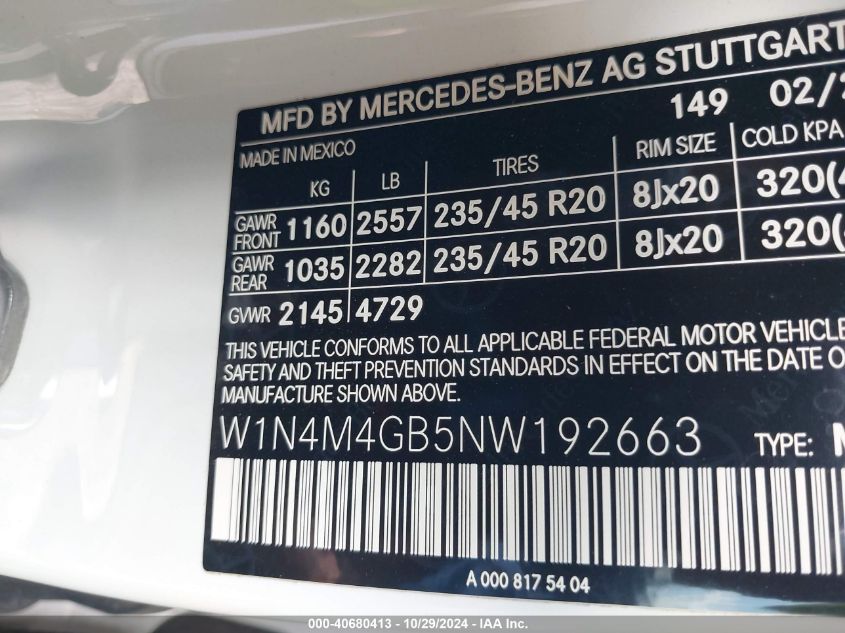 MFD BY MERCEDES-BENZ AG STUTTGART
149 02/
MADE IN MEXICO
KG LB TIRES RIM SIZE COLD KPA
GAWR FRONT 1160 2557 235/45 R20 8Jx20 320(
GAWR REAR 1035 2282 235/45 R20 8Jx20 320(
GVWR 2145 4729
THIS VEHICLE CONFORMS TO ALL APPLICABLE FEDERAL MOTOR VEHICLE
SAFETY AND THEFT PREVENTION STANDARDS IN EFFECT ON THE DATE O
MANUFACTURE SHOWN ABOVE.
W1N4M4GB5NW192663 TYPE: M
A 000 817 54 04
000-40680413 - 10/29/2024 - IAA Inc.